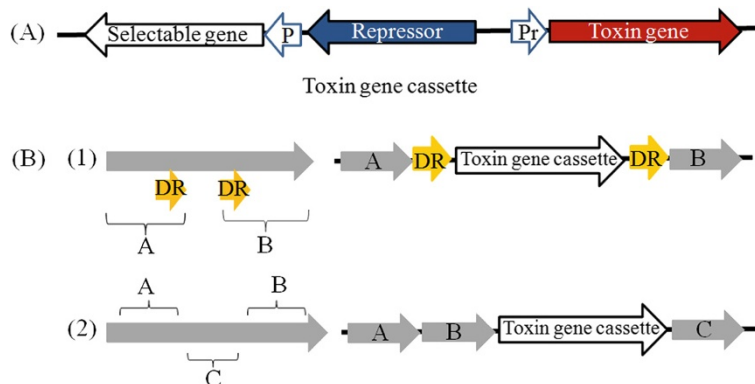 (A) Selectable gene P Repressor Pr Toxin gene
Toxin gene cassette
(B) (1) A DR Toxin gene cassette DR B
DR DR
A B
A B
(2) A B Toxin gene cassette C
C